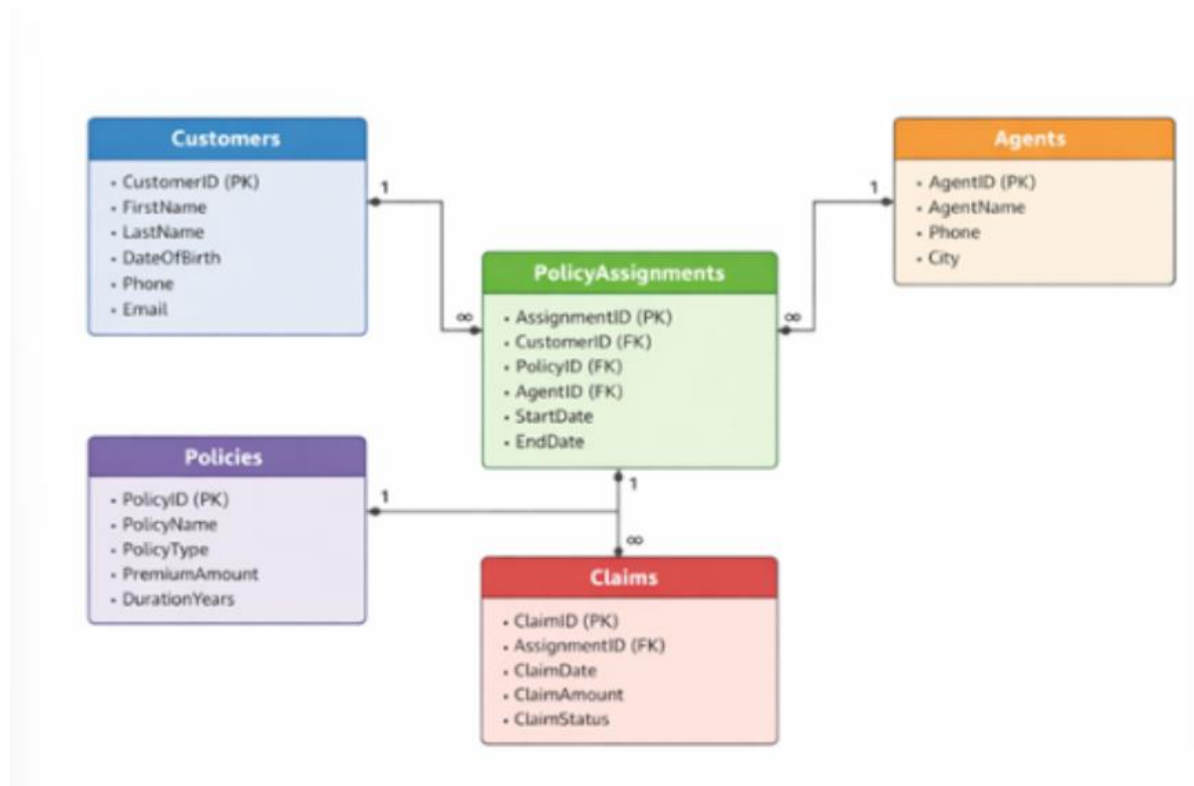 Customers
• CustomerID (PK)
• FirstName
• LastName
• DateOfBirth
• Phone
• Email
1
∞
Agents
• AgentID (PK)
• AgentName
• Phone
• City
1
∞
PolicyAssignments
• AssignmentID (PK)
• CustomerID (FK)
• PolicyID (FK)
• AgentID (FK)
• StartDate
• EndDate
Policies
• PolicyID (PK)
• PolicyName
• PolicyType
• PremiumAmount
• DurationYears
1
1
∞
Claims
• ClaimID (PK)
• AssignmentID (FK)
• ClaimDate
• ClaimAmount
• ClaimStatus